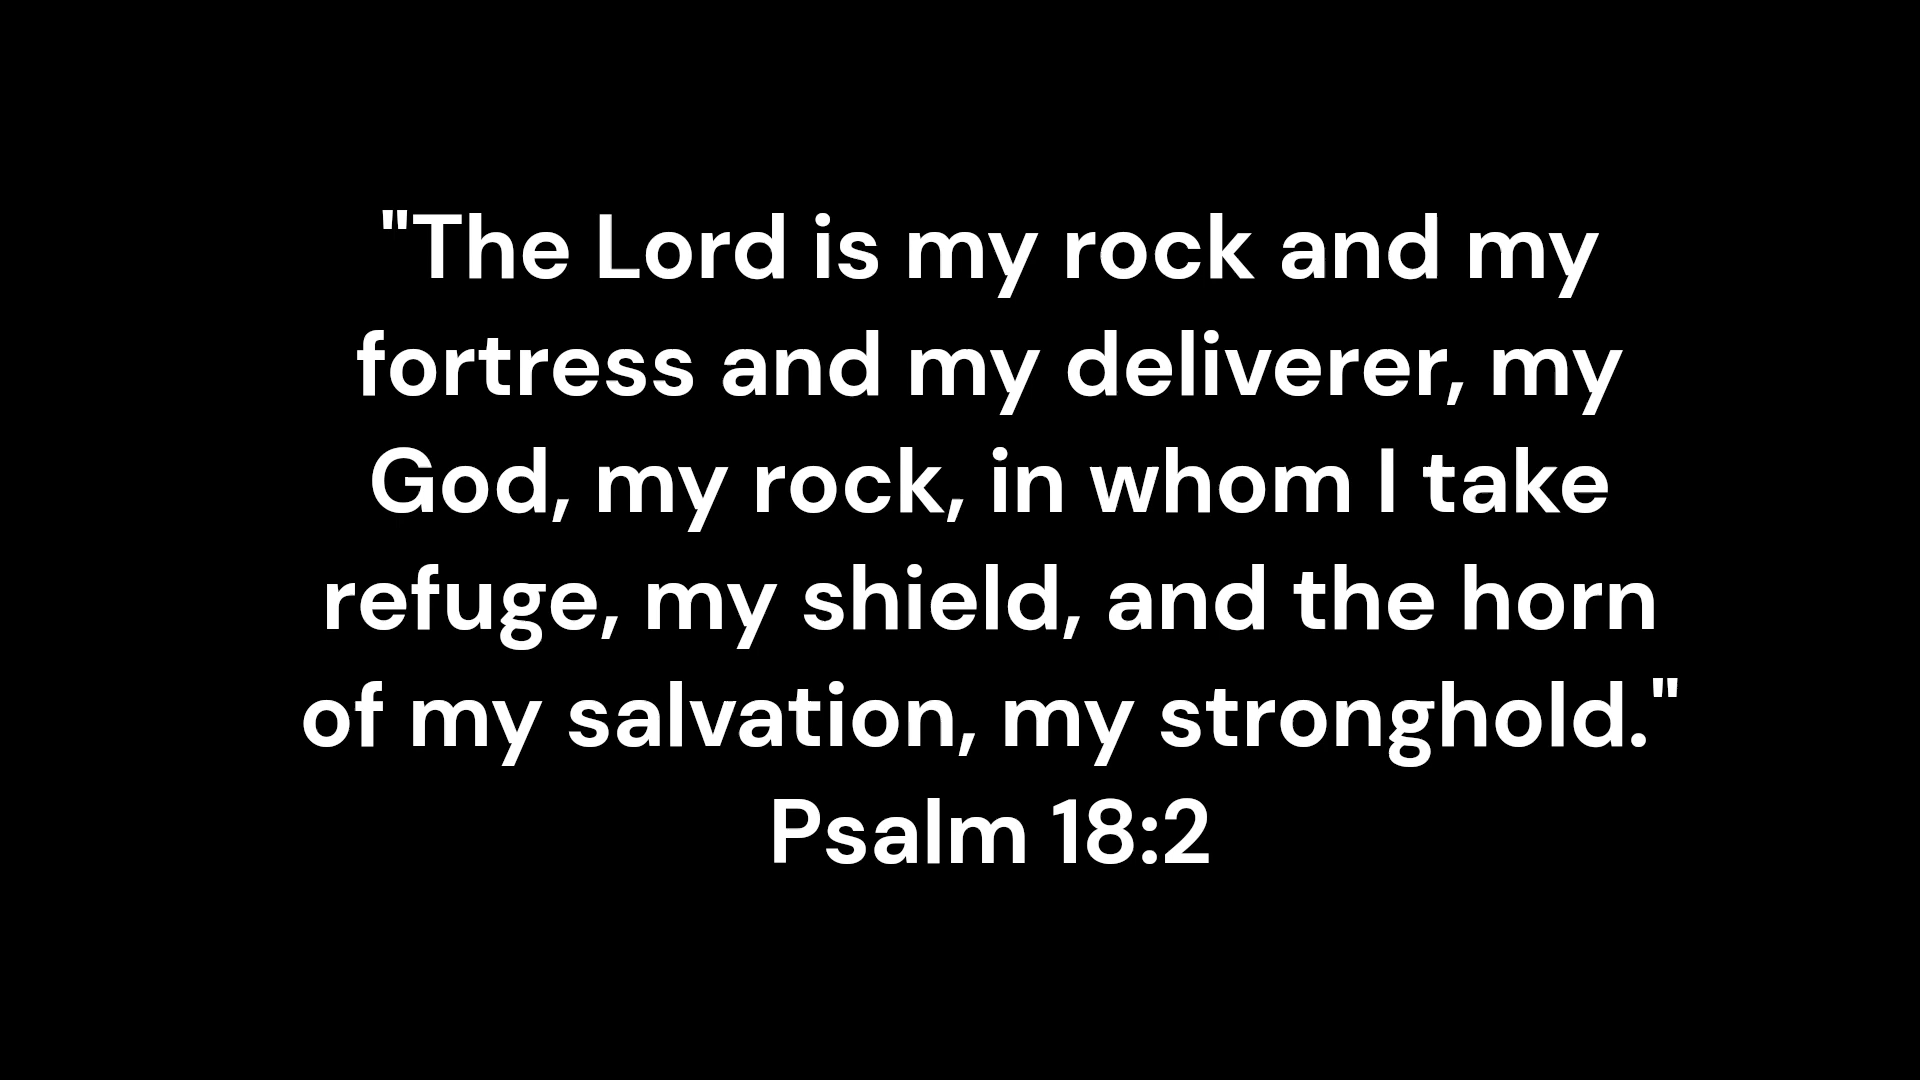 "The Lord is my rock and my
fortress and my deliverer, my
God, my rock, in whom I take
refuge, my shield, and the horn
of my salvation, my stronghold."
Psalm 18:2